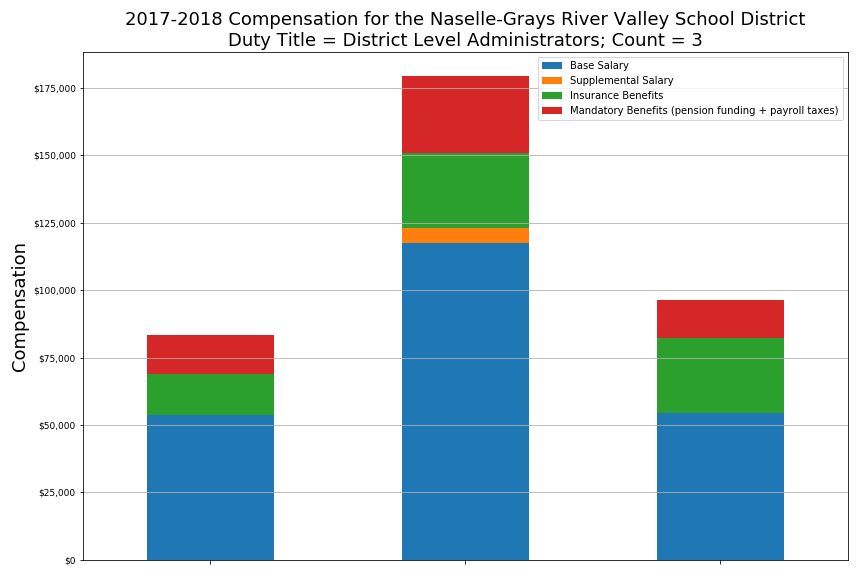 2017-2018 Compensation for the Naselle-Grays River Valley School District
Duty Title = District Level Administrators; Count = 3
Base Salary
Supplemental Salary
Insurance Benefits
Mandatory Benefits (pension funding + payroll taxes)
Compensation
$175,000
$150,000
$125,000
$100,000
$75,000
$50,000
$25,000
$0